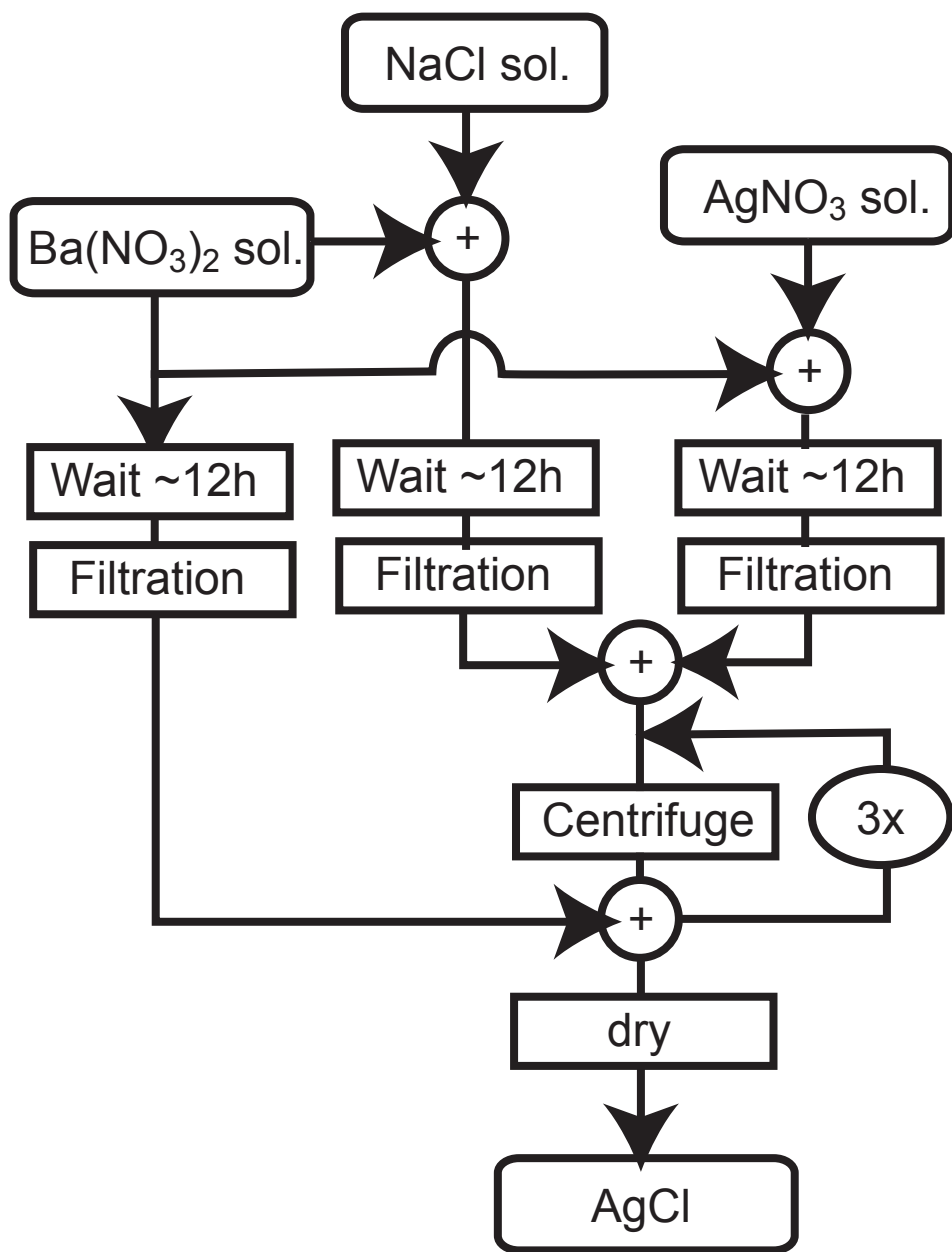 NaCl sol.
AgNO₃ sol.
Ba(NO₃)₂ sol.
+
+
Wait ~12h
Wait ~12h
Wait ~12h
Filtration
Filtration
Filtration
+
Centrifuge
3x
+
dry
AgCl